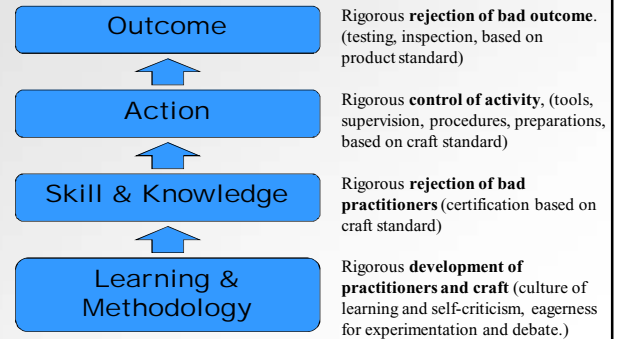 Outcome
Rigorous rejection of bad outcome.
(testing, inspection, based on
product standard)
Action
Rigorous control of activity, (tools,
supervision, procedures, preparations,
based on craft standard)
Skill & Knowledge
Rigorous rejection of bad
practitioners (certification based on
craft standard)
Learning &
Methodology
Rigorous development of
practitioners and craft (culture of
learning and self-criticism, eagerness
for experimentation and debate.)